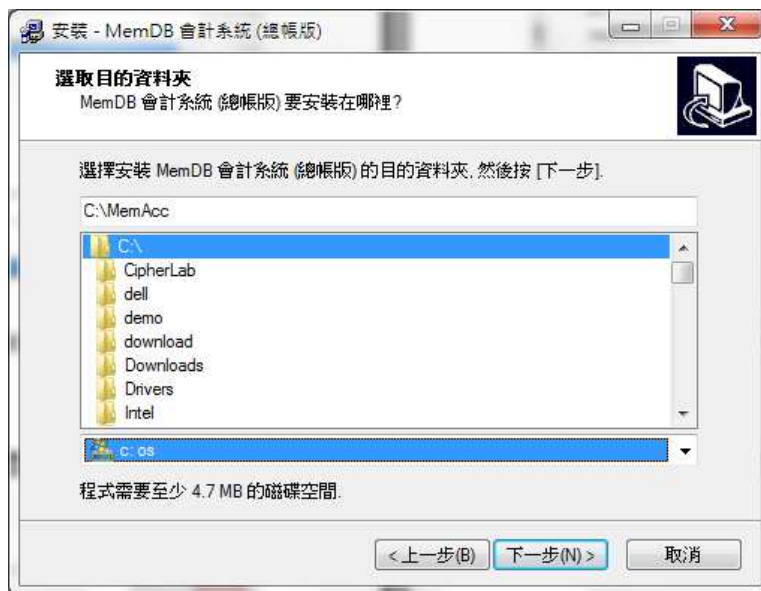 安裝 - MemDB 會計系統 (總帳版)
選取目的資料夾
MemDB 會計系統 (總帳版) 要安裝在哪裡?
選擇安裝 MemDB 會計系統 (總帳版) 的目的資料夾, 然後按 [下一步].
C:\MemAcc
C:\
CipherLab
dell
demo
download
Downloads
Drivers
Intel
c: os
程式需要至少 4.7 MB 的磁碟空間.
< 上一步(B)
下一步(N) >
取消